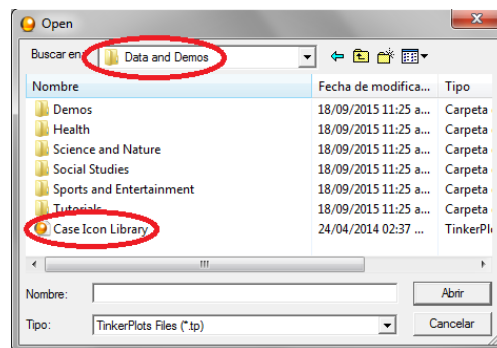 Open
Buscar en: Data and Demos
Nombre Fecha de modifica... Tipo
Demos 18/09/2015 11:25 a... Carpeta
Health 18/09/2015 11:25 a... Carpeta
Science and Nature 18/09/2015 11:25 a... Carpeta
Social Studies 18/09/2015 11:25 a... Carpeta
Sports and Entertainment 18/09/2015 11:25 a... Carpeta
Tutorials 18/09/2015 11:25 a... Carpeta
Case Icon Library 24/04/2014 02:37 ... TinkerPl
Nombre: Abrir
Tipo: TinkerPlots Files (*.tp) Cancelar